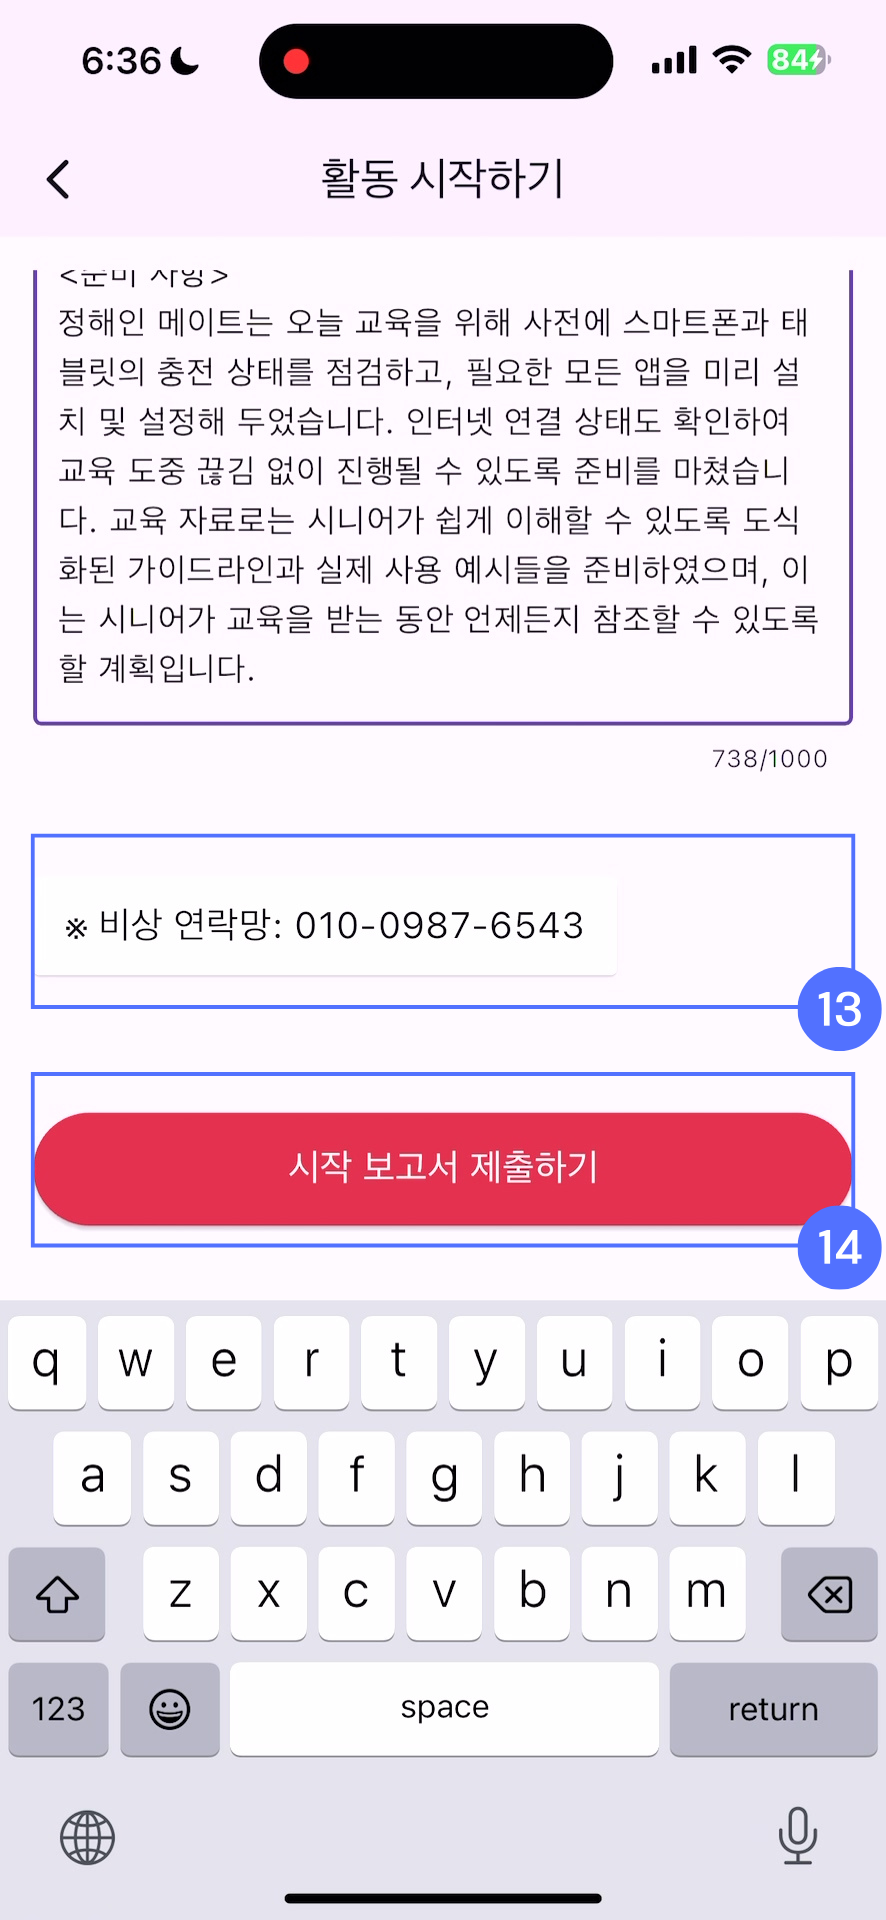 6:36
84
활동 시작하기
<준비 사항>
정해인 메이트는 오늘 교육을 위해 사전에 스마트폰과 태
블릿의 충전 상태를 점검하고, 필요한 모든 앱을 미리 설
치 및 설정해 두었습니다. 인터넷 연결 상태도 확인하여
교육 도중 끊김 없이 진행될 수 있도록 준비를 마쳤습니
다. 교육 자료로는 시니어가 쉽게 이해할 수 있도록 도식
화된 가이드라인과 실제 사용 예시들을 준비하였으며, 이
는 시니어가 교육을 받는 동안 언제든지 참조할 수 있도록
할 계획입니다.
738/1000
※ 비상 연락망: 010-0987-6543
13
시작 보고서 제출하기
14
q w e r t y u i o p
a s d f g h j k l
z x c v b n m
123 space return